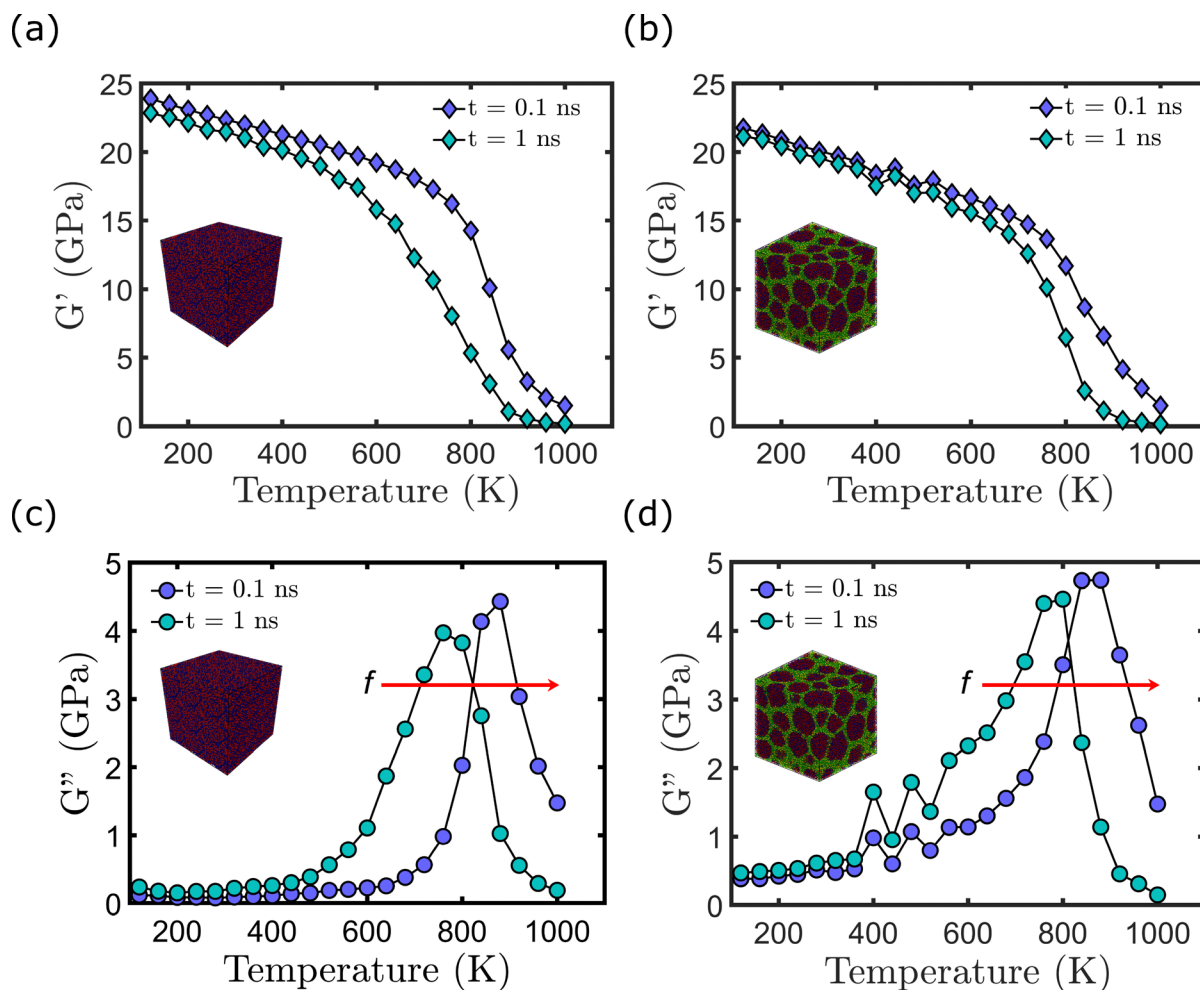 (a)
25
20
15
10
5
0
G' (GPa)
t = 0.1 ns
t = 1 ns
200 400 600 800 1000
Temperature (K)
(b)
25
20
15
10
5
0
G' (GPa)
t = 0.1 ns
t = 1 ns
200 400 600 800 1000
Temperature (K)
(c)
5
4
3
2
1
0
G” (GPa)
t = 0.1 ns
t = 1 ns
f
200 400 600 800 1000
Temperature (K)
(d)
5
4
3
2
1
0
G” (GPa)
t = 0.1 ns
t = 1 ns
f
200 400 600 800 1000
Temperature (K)